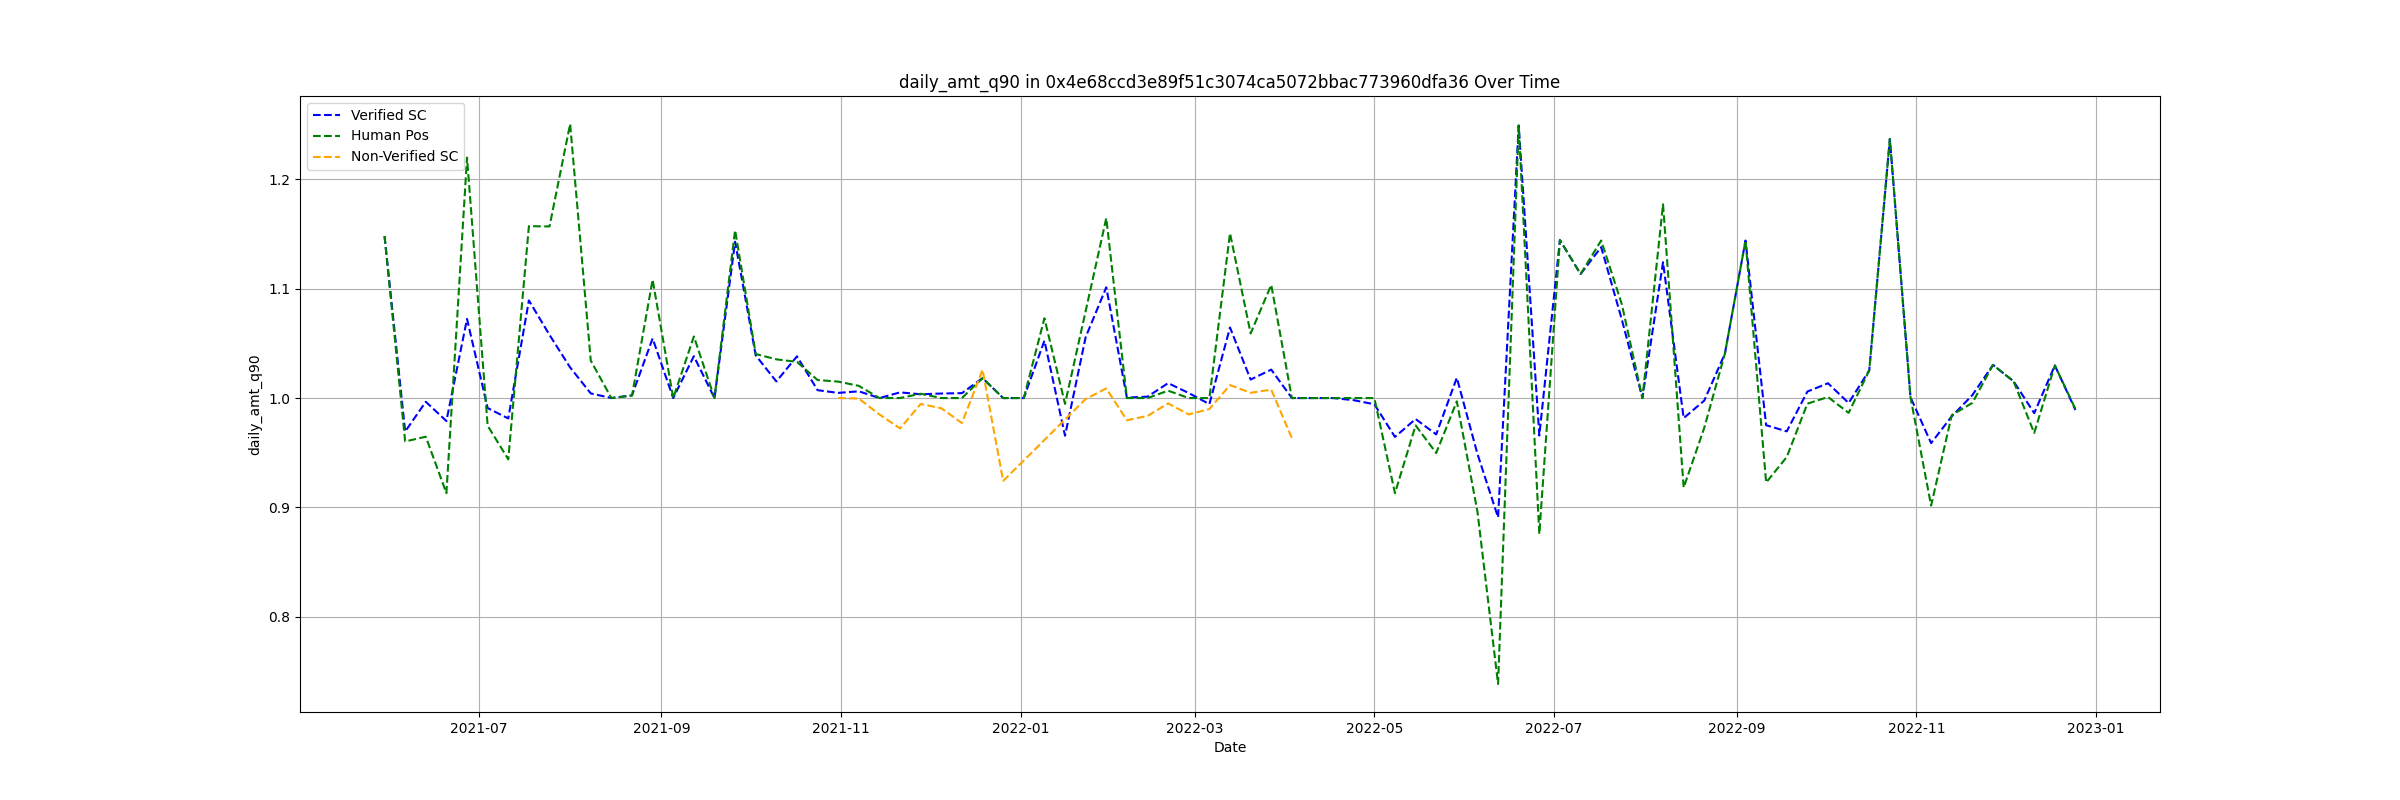 daily_amt_q90 in 0x4e68ccd3e89f51c3074ca5072bbac773960dfa36 Over Time
Verified SC
Human Pos
Non-Verified SC
daily_amt_q90
1.2
1.1
1.0
0.9
0.8
2021-07 2021-09 2021-11 2022-01 2022-03 2022-05 2022-07 2022-09 2022-11 2023-01
Date